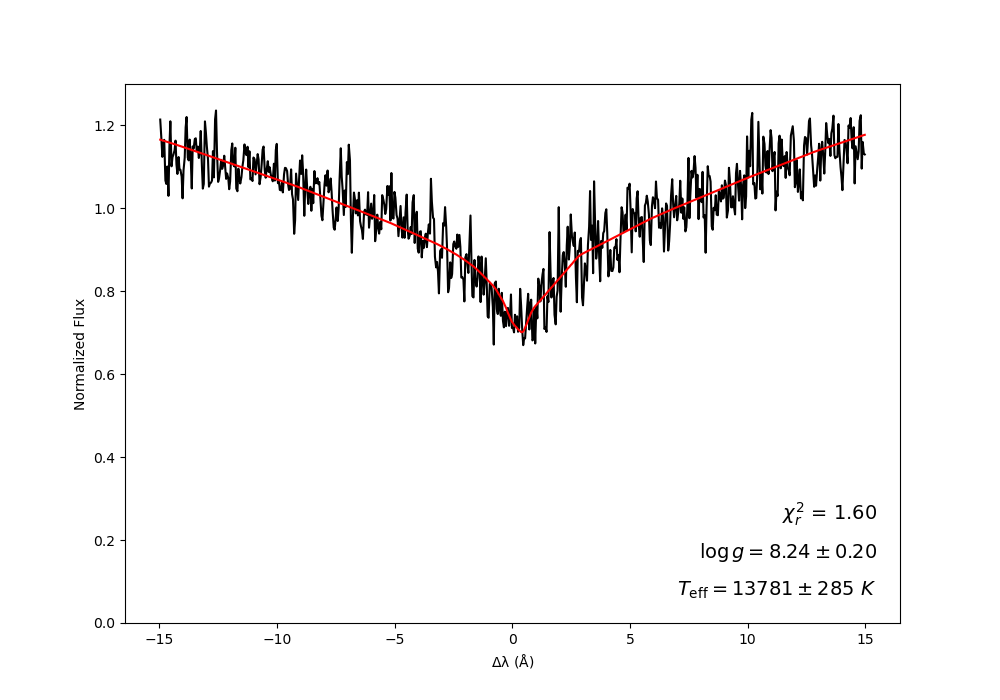 1.2
1.0
0.8
0.6
0.4
0.2
0.0
Normalized Flux
χ²ᵣ = 1.60
log g = 8.24 ± 0.20
T_eff = 13781 ± 285 K
−15 −10 −5 0 5 10 15
Δλ (Å)